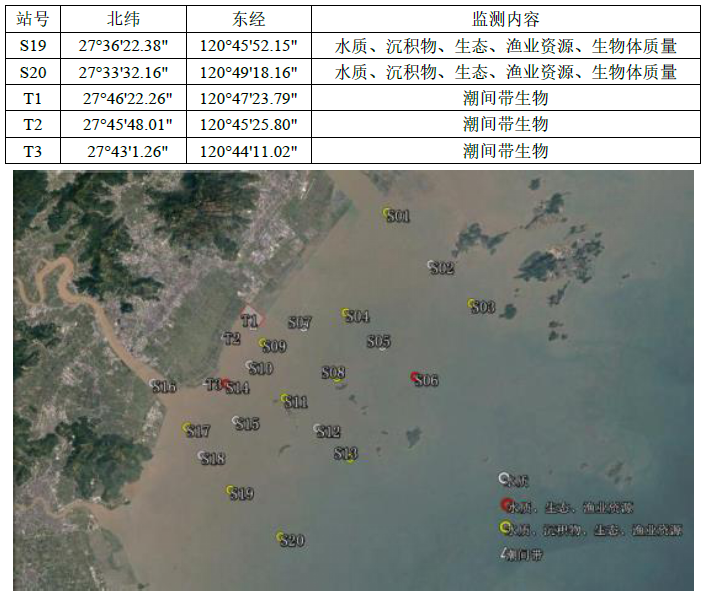 站号 北纬 东经 监测内容
S19 27°36'22.38" 120°45'52.15" 水质、沉积物、生态、渔业资源、生物体质量
S20 27°33'32.16" 120°49'18.16" 水质、沉积物、生态、渔业资源、生物体质量
T1 27°46'22.26" 120°47'23.79" 潮间带生物
T2 27°45'48.01" 120°45'25.80" 潮间带生物
T3 27°43'1.26" 120°44'11.02" 潮间带生物
S01
S02
S03
S04
T1
S07
T2
S05
S09
S10
S08
S06
S16
T3
S14
S11
S15
S12
S17
S13
S18
S19
S20
水质
水质、生态、渔业资源
水质、沉积物、生态、渔业资源
潮间带